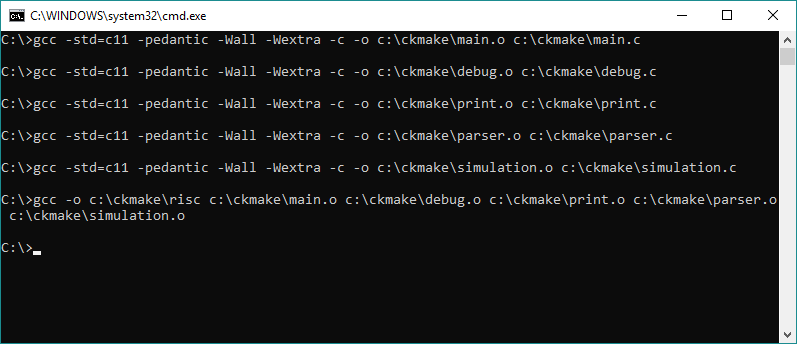 C:\WINDOWS\system32\cmd.exe
C:\>gcc -std=c11 -pedantic -Wall -Wextra -c -o c:\ckmake\main.o c:\ckmake\main.c
C:\>gcc -std=c11 -pedantic -Wall -Wextra -c -o c:\ckmake\debug.o c:\ckmake\debug.c
C:\>gcc -std=c11 -pedantic -Wall -Wextra -c -o c:\ckmake\print.o c:\ckmake\print.c
C:\>gcc -std=c11 -pedantic -Wall -Wextra -c -o c:\ckmake\parser.o c:\ckmake\parser.c
C:\>gcc -std=c11 -pedantic -Wall -Wextra -c -o c:\ckmake\simulation.o c:\ckmake\simulation.c
C:\>gcc -o c:\ckmake\risc c:\ckmake\main.o c:\ckmake\debug.o c:\ckmake\print.o c:\ckmake\parser.o
c:\ckmake\simulation.o
C:\>